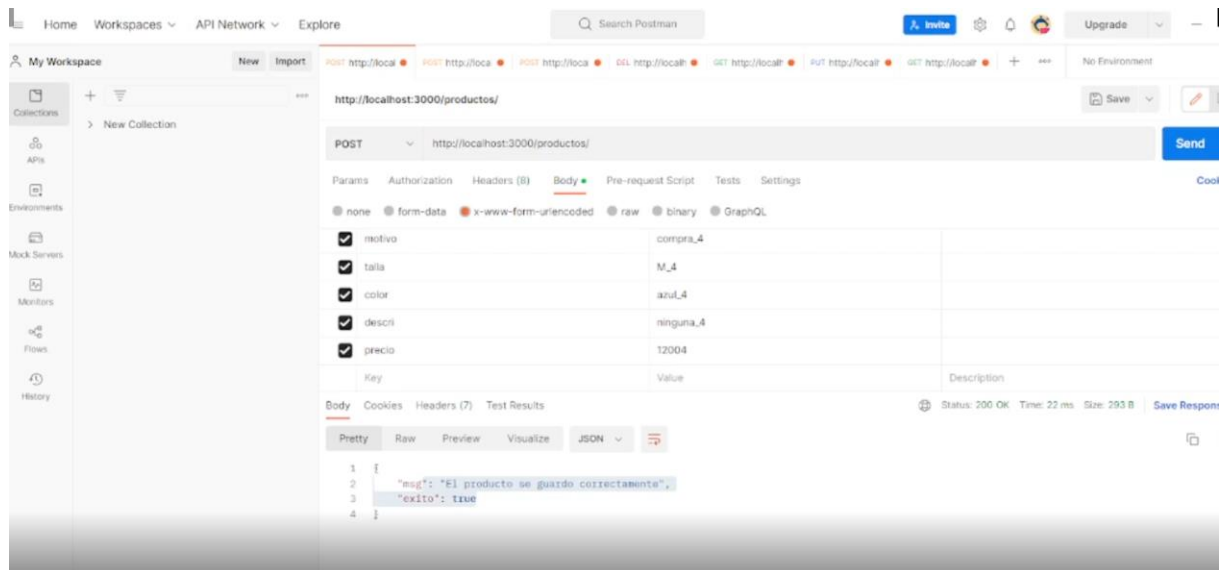 Home Workspaces API Network Explore Search Postman Invite Upgrade
My Workspace New Import POST http://local POST http://loca POST http://loca DEL http://localh GET http://localh PUT http://localh GET http://localh No Environment
Collections
APIs
Environments
Mock Servers
Monitors
Flows
History
New Collection
http://localhost:3000/productos/ Save
POST http://localhost:3000/productos/ Send
Params Authorization Headers (8) Body Pre-request Script Tests Settings Cook
none form-data x-www-form-urlencoded raw binary GraphQL
motivo compra_4
talla M_4
color azul_4
descri ninguna_4
precio 12004
Key Value Description
Body Cookies Headers (7) Test Results Status: 200 OK Time: 22 ms Size: 293 B Save Respons
Pretty Raw Preview Visualize JSON
1 {
2 "msg": "El producto se guardo correctamente",
3 "exito": true
4 }